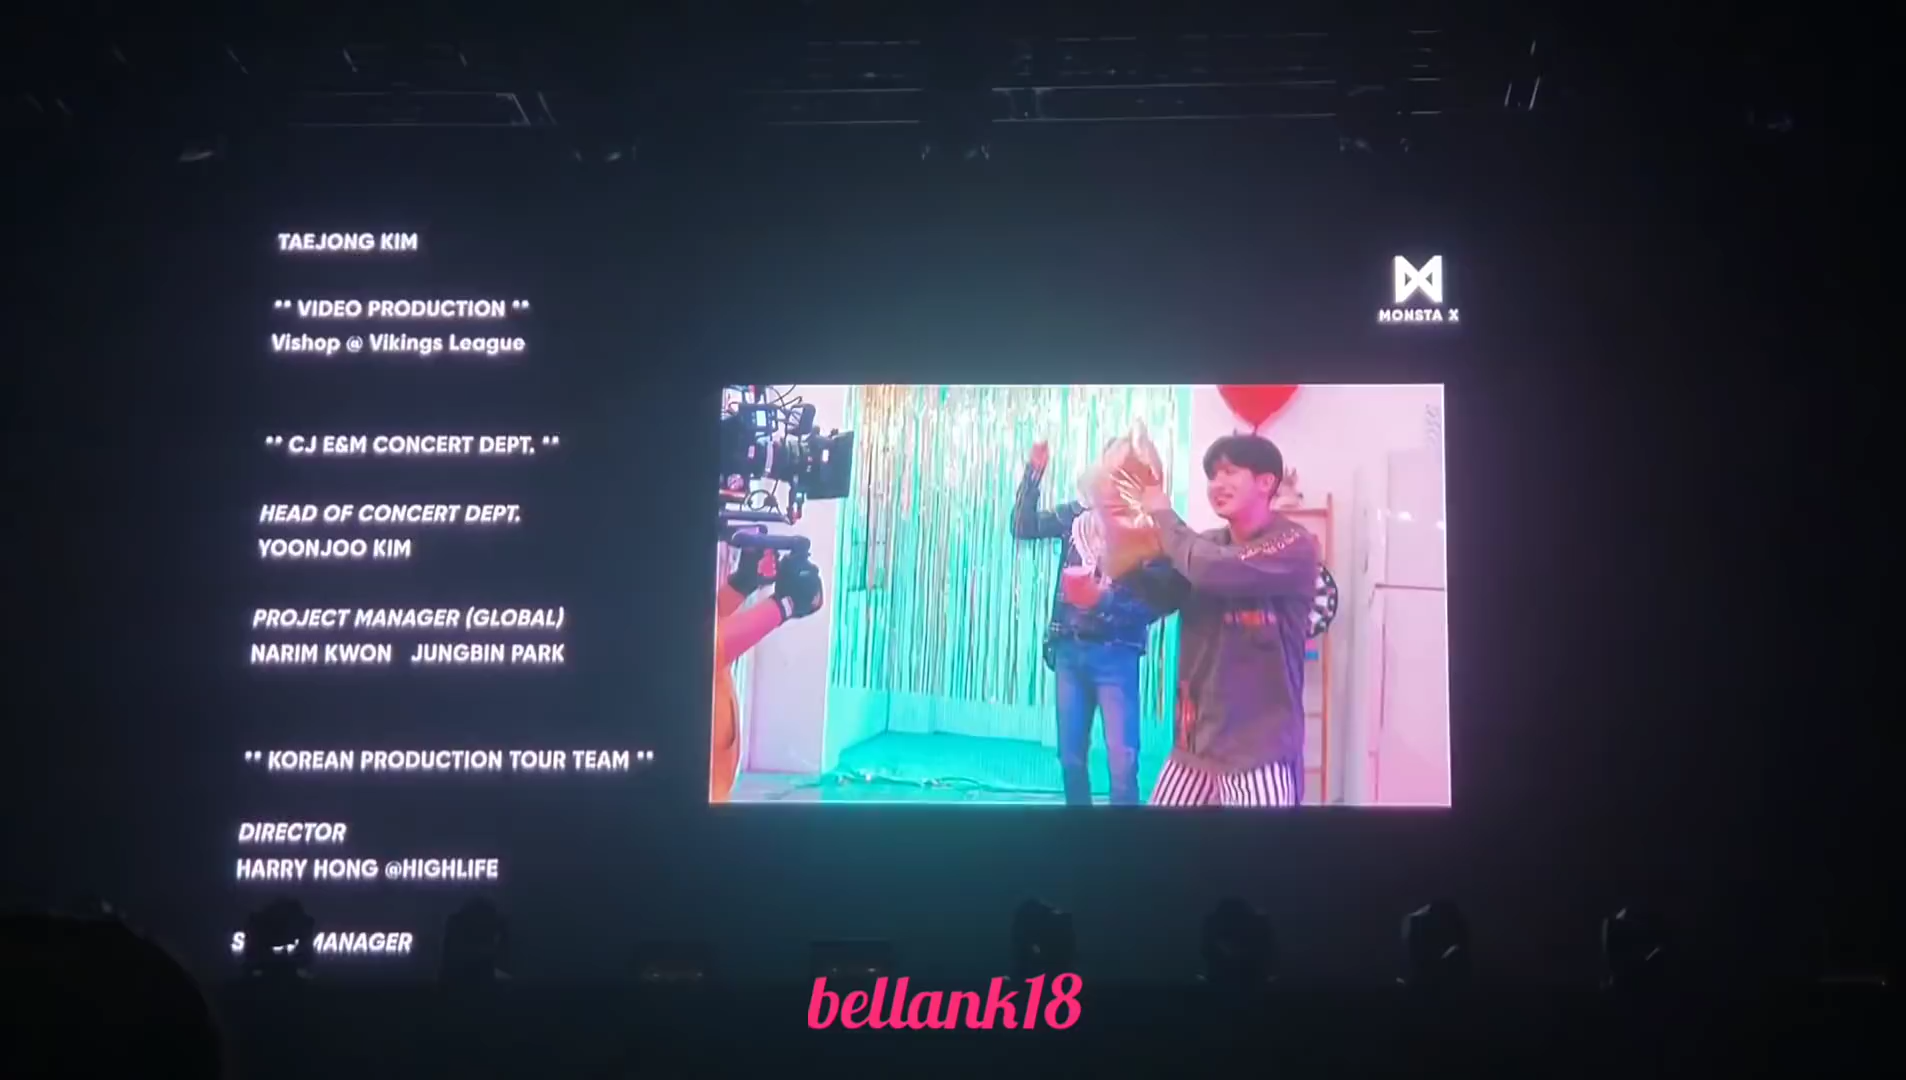 TAEJONG KIM
** VIDEO PRODUCTION **
Vishop @ Vikings League
** CJ E&M CONCERT DEPT. **
HEAD OF CONCERT DEPT.
YOONJOO KIM
PROJECT MANAGER (GLOBAL)
NARIM KWON JUNGBIN PARK
** KOREAN PRODUCTION TOUR TEAM **
DIRECTOR
HARRY HONG @HIGHLIFE
MANAGER
MONSTA X
bellank18